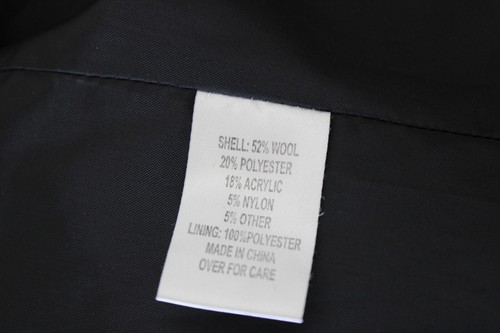 SHELL: 52% WOOL
20% POLYESTER
18% ACRYLIC
5% NYLON
5% OTHER
LINING: 100%POLYESTER
MADE IN CHINA
OVER FOR CARE